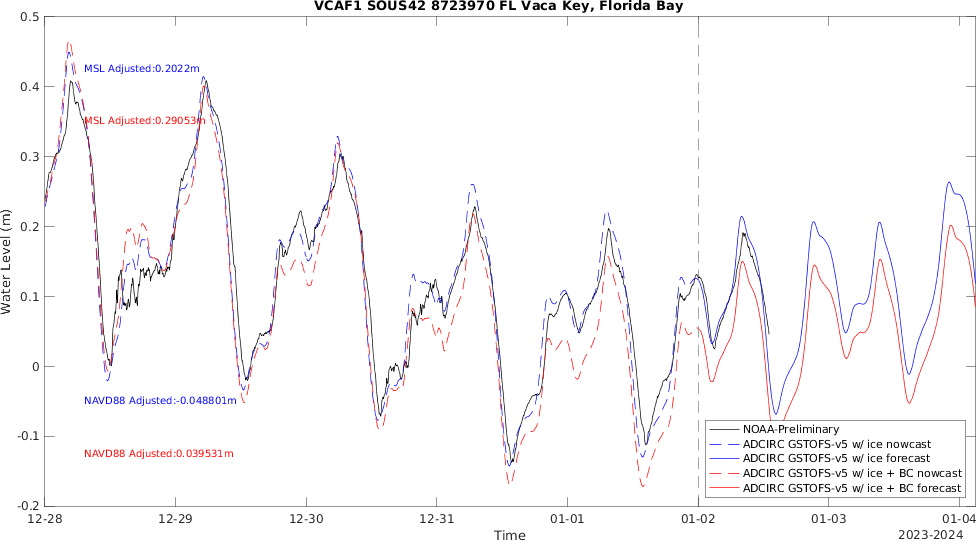 VCAF1 SOUS42 8723970 FL Vaca Key, Florida Bay
0.5
0.4
0.3
0.2
0.1
0
-0.1
-0.2
Water Level (m)
MSL Adjusted:0.2022m
MSL Adjusted:0.29053m
NAVD88 Adjusted:-0.048801m
NAVD88 Adjusted:0.039531m
NOAA-Preliminary
ADCIRC GSTOFS-v5 w/ ice nowcast
ADCIRC GSTOFS-v5 w/ ice forecast
ADCIRC GSTOFS-v5 w/ ice + BC nowcast
ADCIRC GSTOFS-v5 w/ ice + BC forecast
12-28 12-29 12-30 12-31 01-01 01-02 01-03 01-04
Time
2023-2024